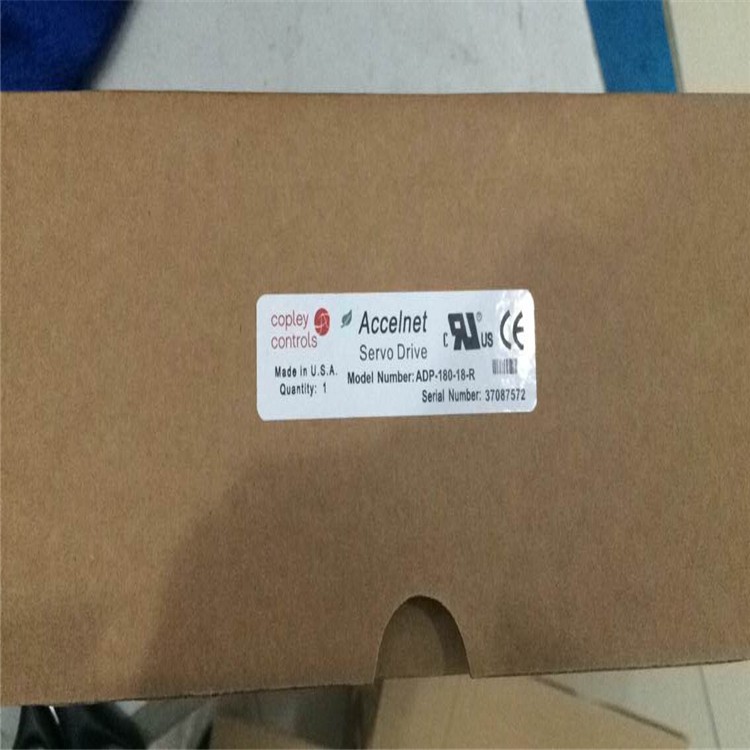 copley
controls
Accelnet
Servo Drive
C UR ® US CE
Made in U.S.A.
Quantity: 1
Model Number: ADP-180-18-R
Serial Number: 37087572